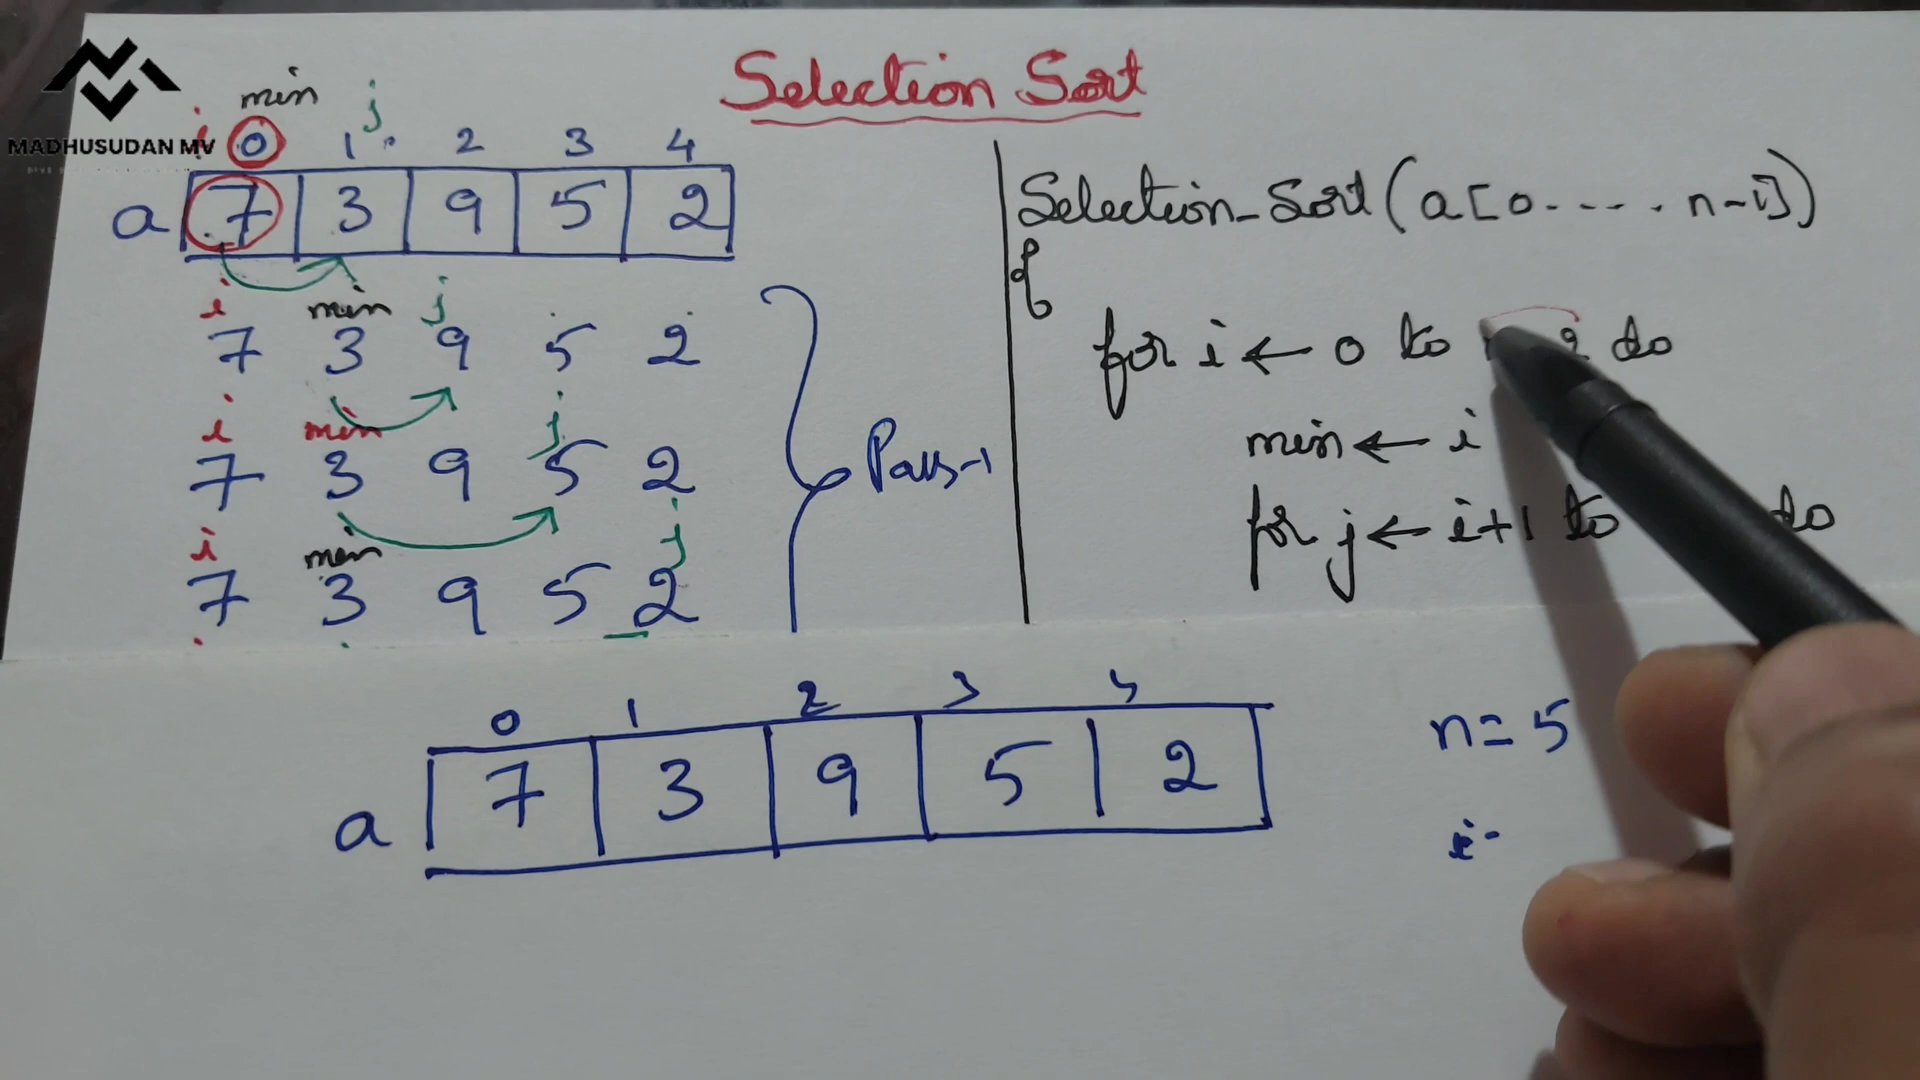 Selection Sort
MADHUSUDAN MV
min j
i 0 1 2 3 4
a 7 3 9 5 2
i min j
7 3 9 5 2
i min j
7 3 9 5 2
i min j
7 3 9 5 2
Pass-1
Selection-Sort(a[0.....n-1])
{
for i ← 0 to 2 do
min ← i
for j ← i+1 to do
0 1 2 3 4
a 7 3 9 5 2
n = 5
i